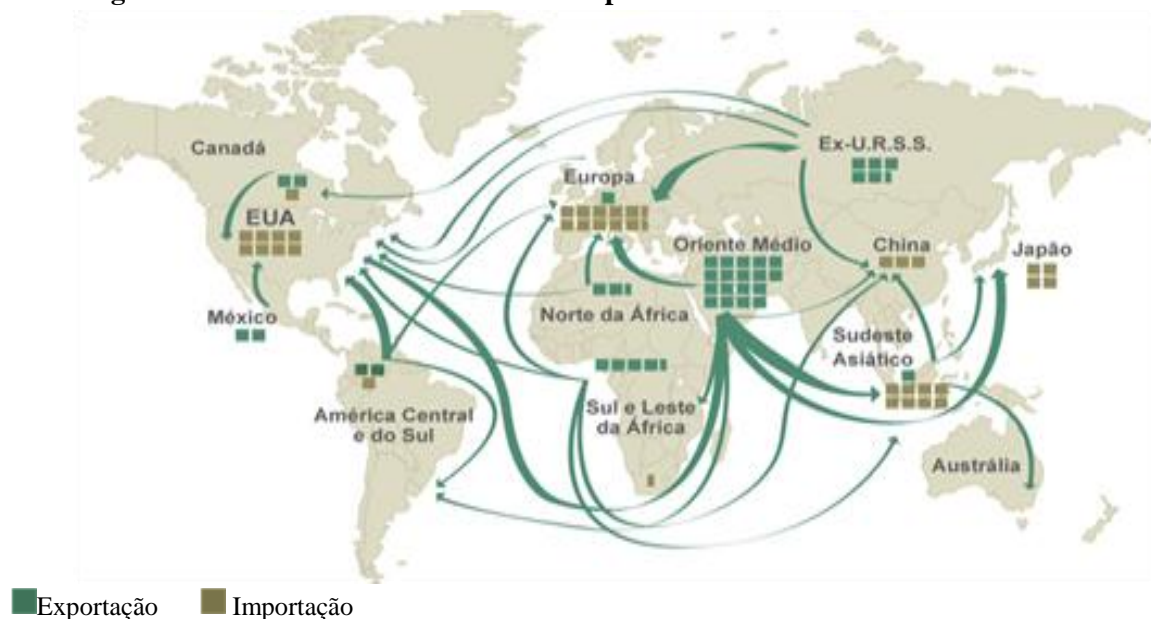 Canadá
Ex-U.R.S.S.
Europa
EUA
Oriente Médio
China
Japão
México
Norte da África
Sudeste
Asiático
América Central
e do Sul
Sul e Leste
da África
Austrália
Exportação Importação